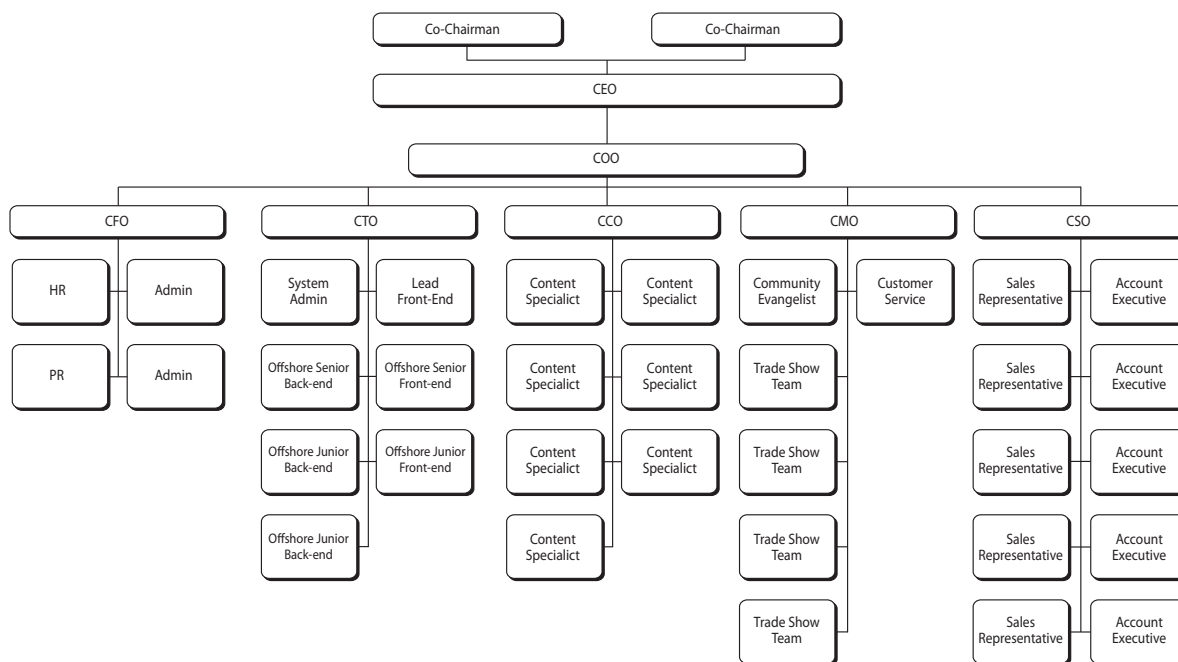 Co-Chairman
Co-Chairman
CEO
COO
CFO
CTO
CCO
CMO
CSO
HR
Admin
System
Admin
Lead
Front-End
Content
Specialict
Content
Specialict
Community
Evangelist
Customer
Service
Sales
Representative
Account
Executive
PR
Admin
Offshore Senior
Back-end
Offshore Senior
Front-end
Content
Specialict
Content
Specialict
Trade Show
Team
Sales
Representative
Account
Executive
Offshore Junior
Back-end
Offshore Junior
Front-end
Content
Specialict
Content
Specialict
Trade Show
Team
Sales
Representative
Account
Executive
Offshore Junior
Back-end
Content
Specialict
Trade Show
Team
Sales
Representative
Account
Executive
Trade Show
Team
Sales
Representative
Account
Executive